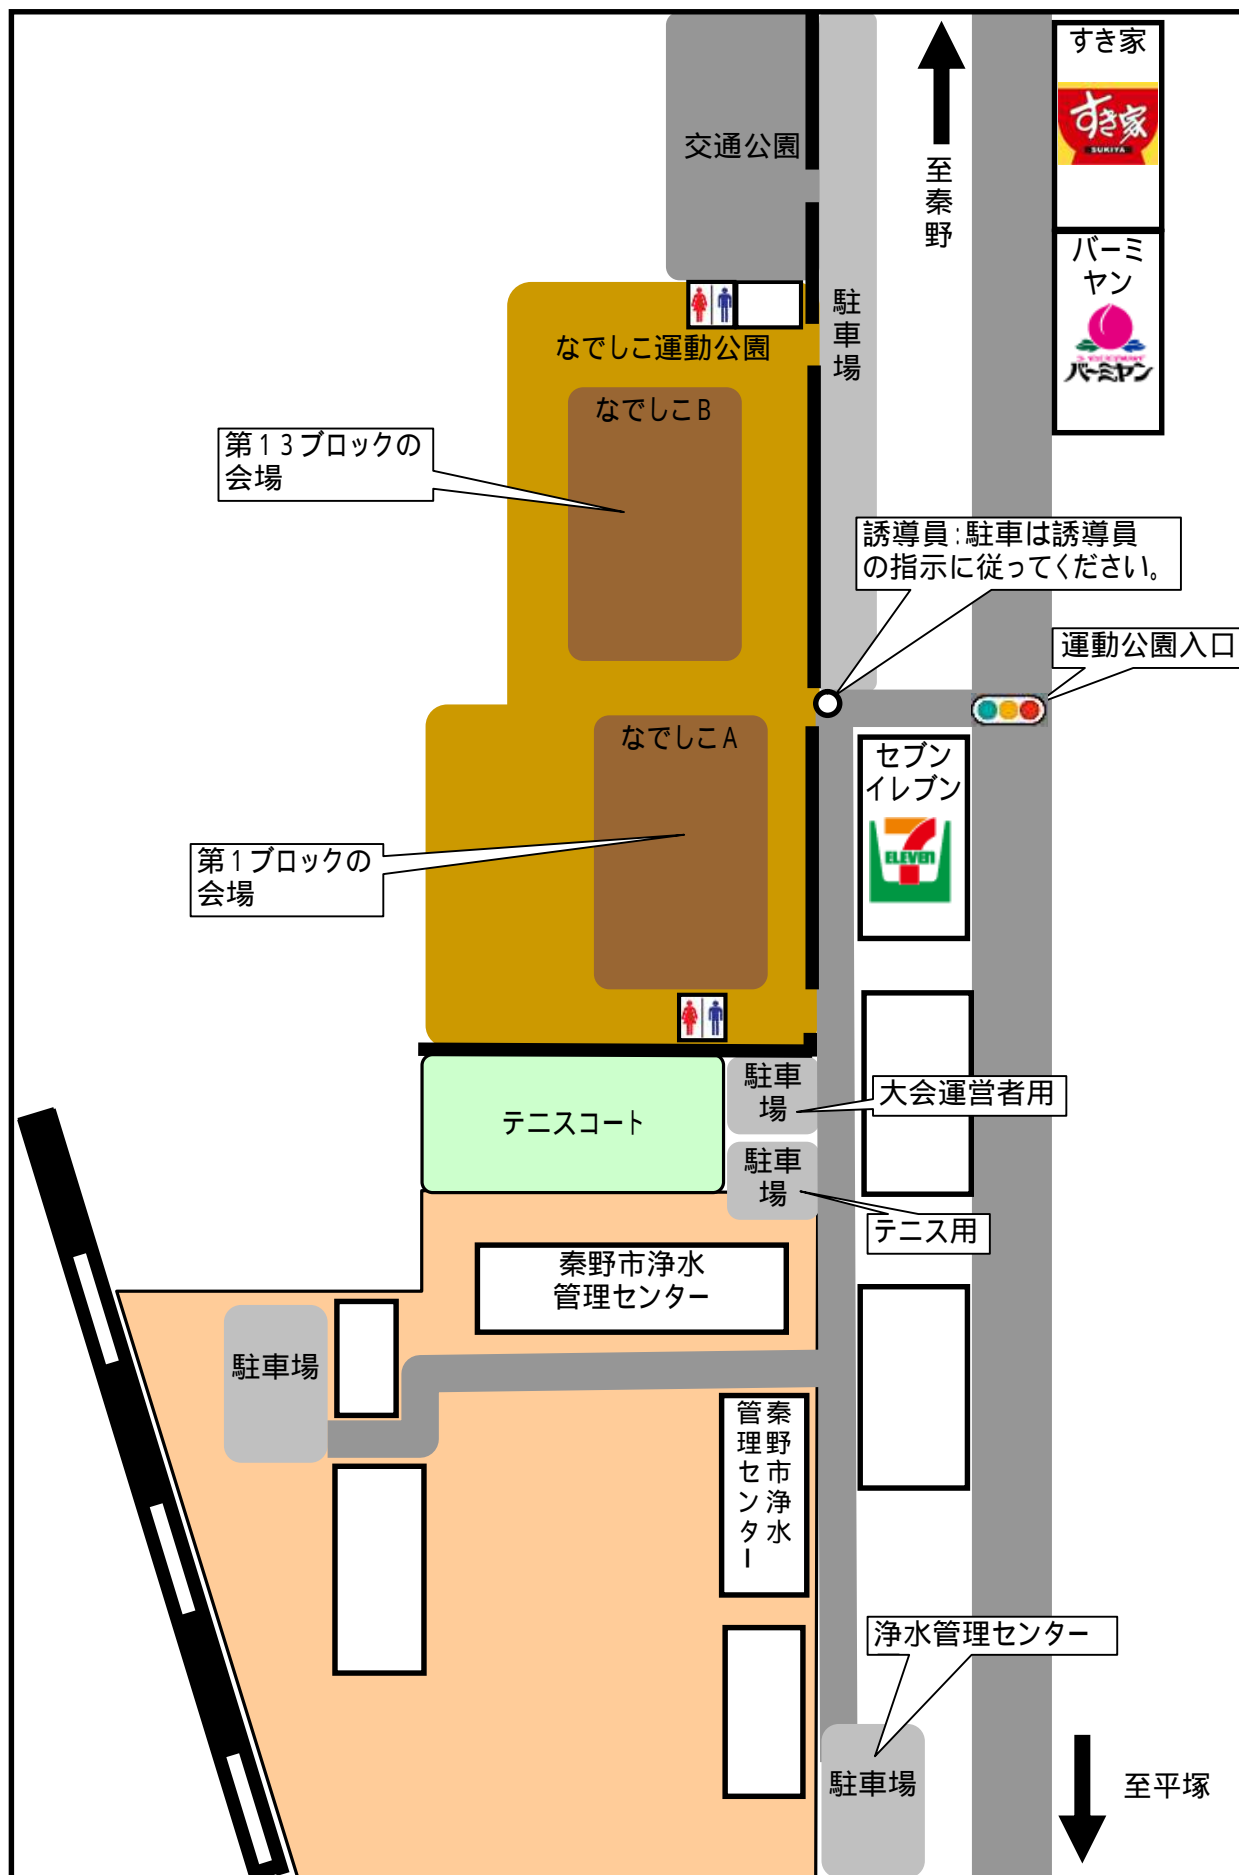 すき家
すき家
SUKIYA
交通公園
至秦野
バーミ
ヤン
バーミヤン
駐車場
なでしこ運動公園
なでしこB
第13ブロックの
会場
誘導員:駐車は誘導員
の指示に従ってください。
運動公園入口
なでしこA
セブン
イレブン
7
ELEVEN
第1ブロックの
会場
駐車
場
大会運営者用
テニスコート
駐車
場
テニス用
秦野市浄水
管理センター
駐車場
秦野市浄水
管理センター
浄水管理センター
駐車場
至平塚